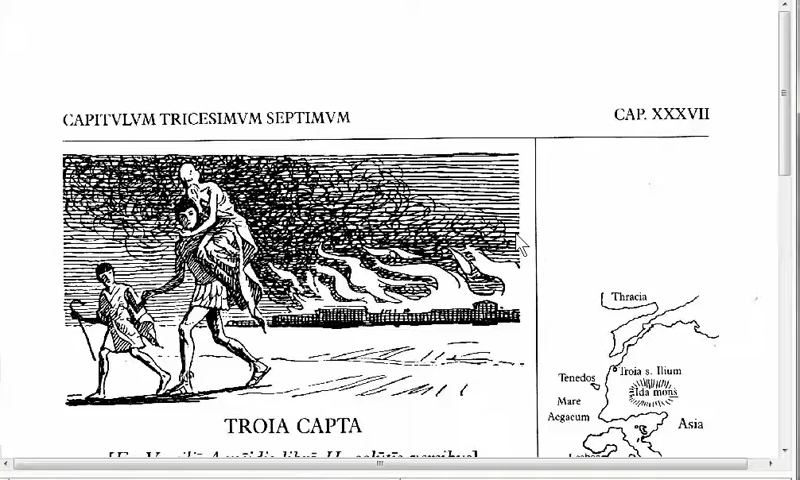 CAPITVLVM TRICESIMVM SEPTIMVM
CAP. XXXVII
TROIA CAPTA
Thracia
Troia s. Ilium
Tenedos
Ida mons
Mare
Aegaeum
Asia